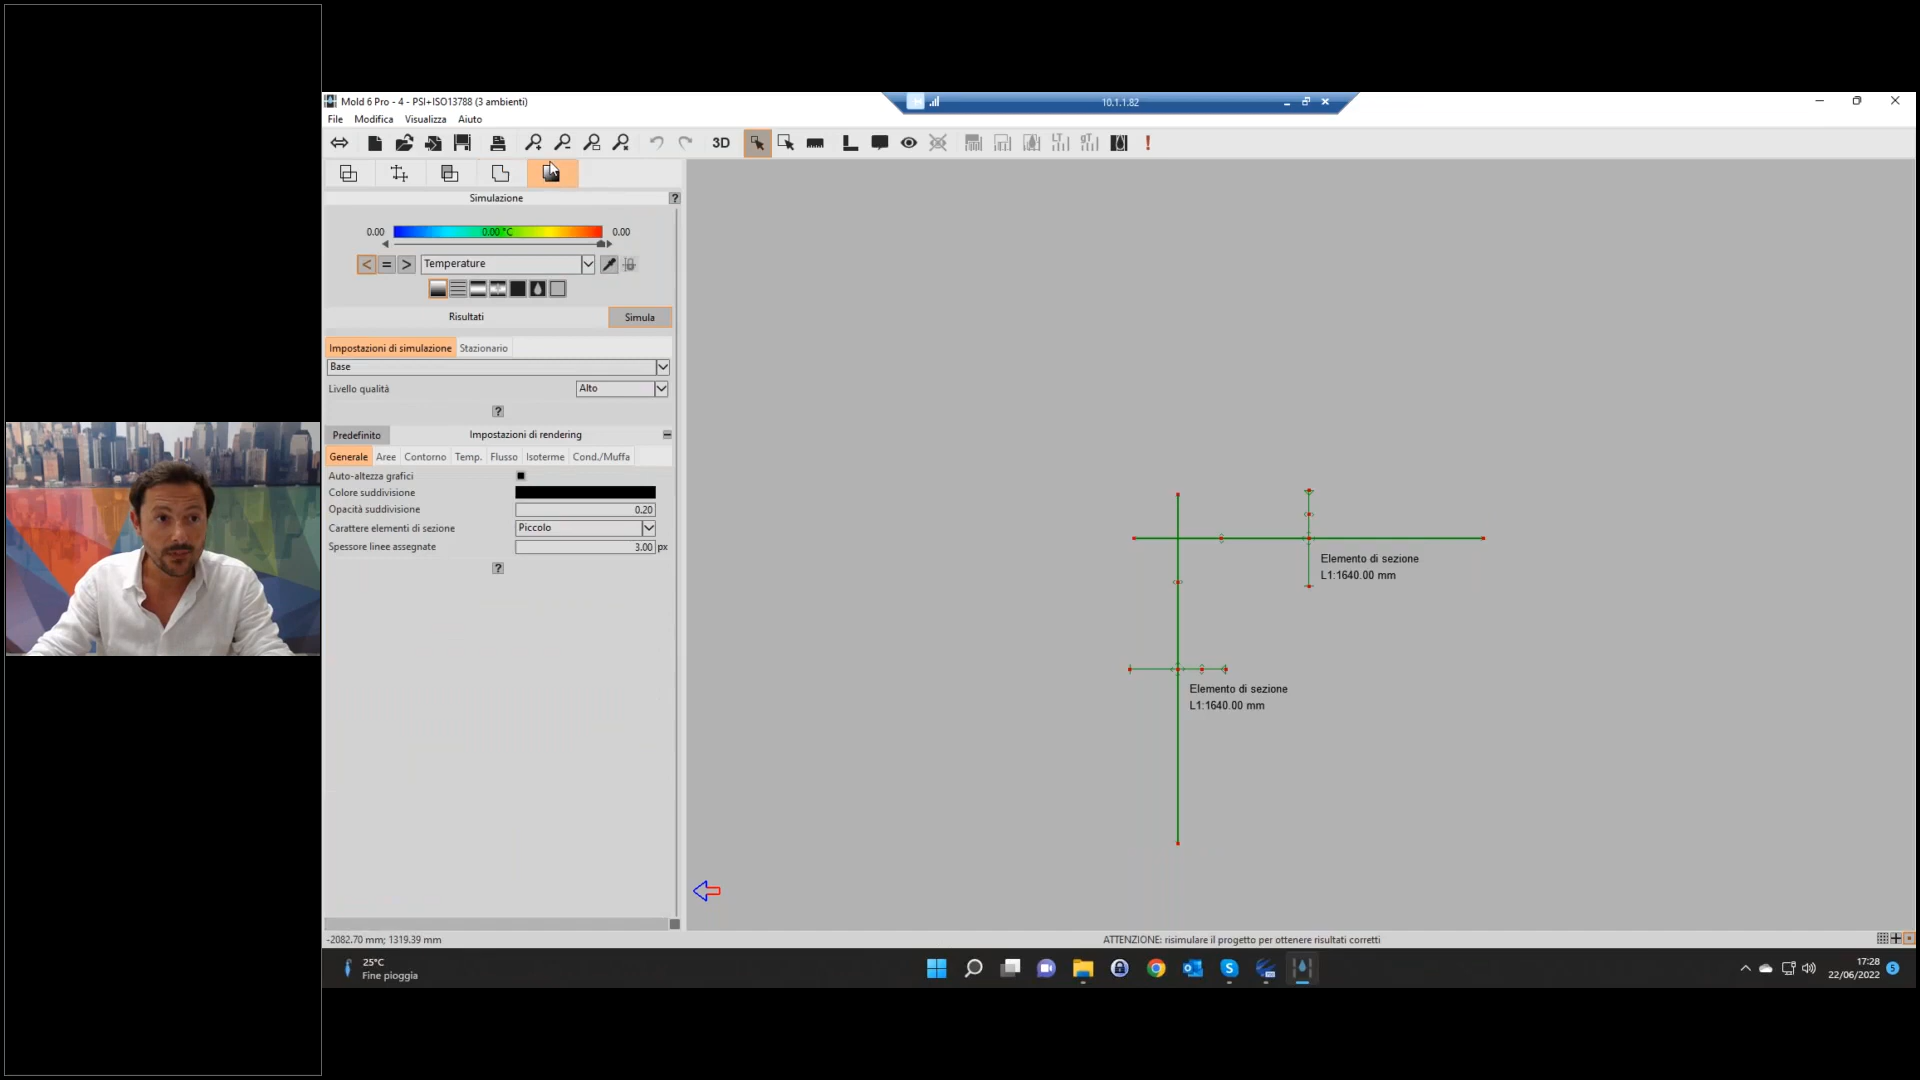 Mold 6 Pro - 4 - PSI+ISO13788 (3 ambienti)
10.1.1.82
File Modifica Visualizza Aiuto
3D
LT
gT
!
Simulazione
?
0.00
0.00 °C
0.00
< = > Temperature
Risultati
Simula
Impostazioni di simulazione Stazionario
Base
Livello qualità
Alto
?
Predefinito
Impostazioni di rendering
Generale Aree Contorno Temp. Flusso Isoterme Cond./Muffa
Auto-altezza grafici
Colore suddivisione
Opacità suddivisione 0.20
Carattere elementi di sezione Piccolo
Spessore linee assegnate 3.00 px
?
Elemento di sezione
L1:1640.00 mm
Elemento di sezione
L1:1640.00 mm
-2082.70 mm; 1319.39 mm
ATTENZIONE: risimulare il progetto per ottenere risultati corretti
25°C
Fine pioggia
17:28
22/06/2022
5